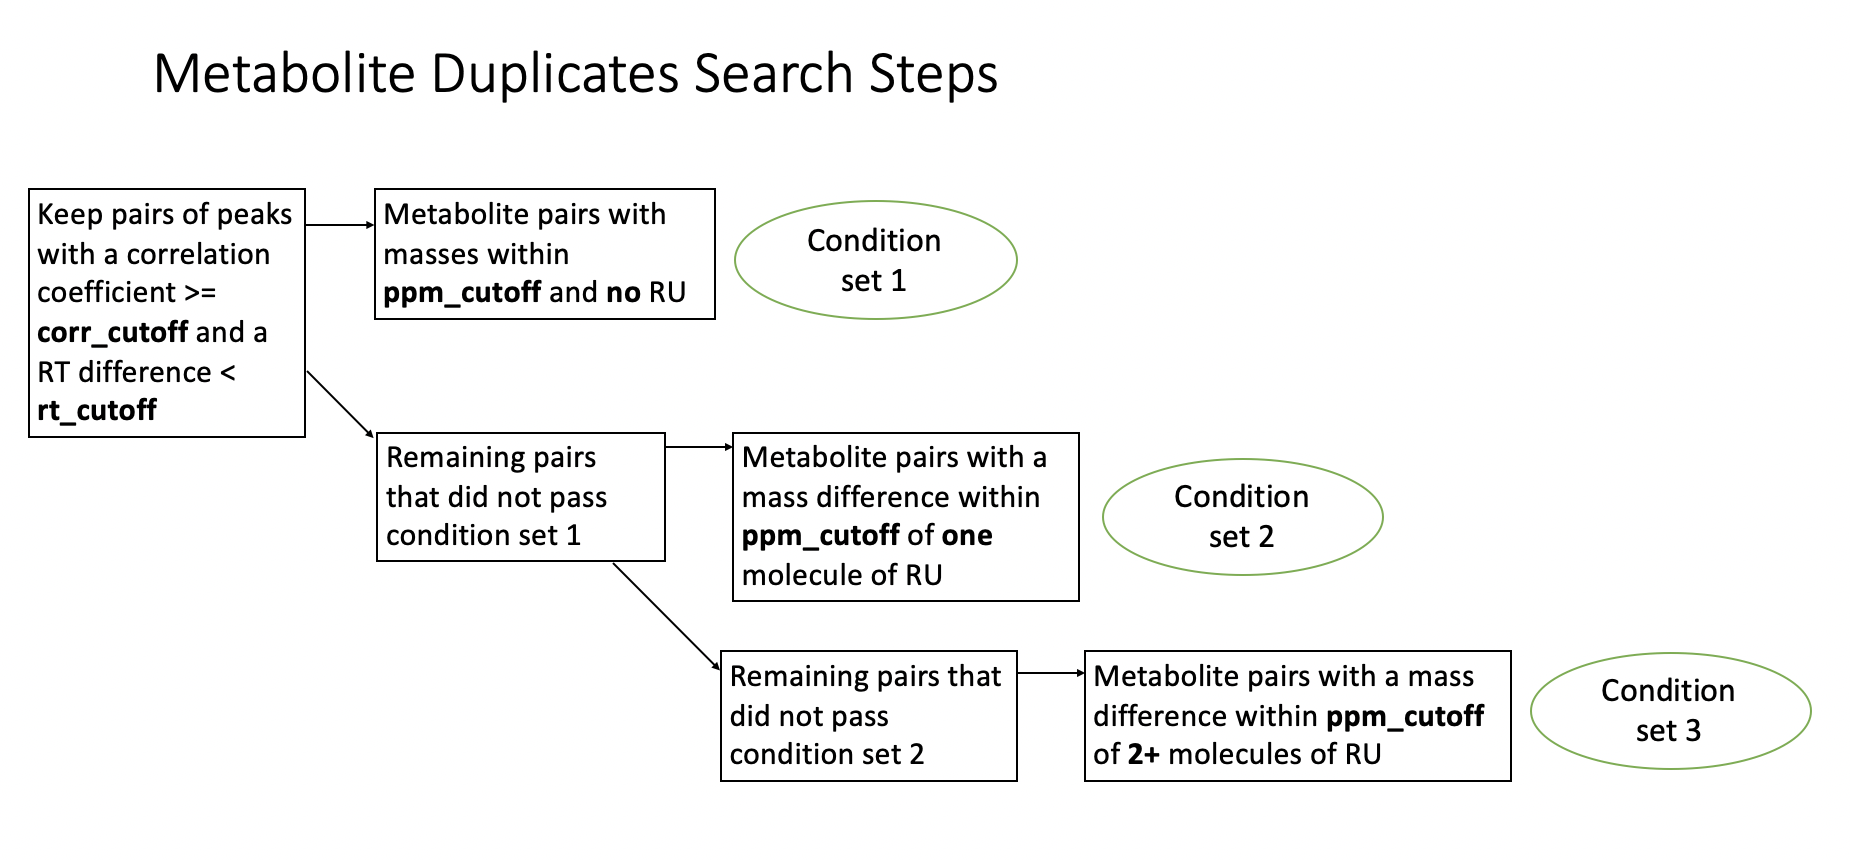 Metabolite Duplicates Search Steps
Keep pairs of peaks
with a correlation
coefficient >=
corr_cutoff and a
RT difference <
rt_cutoff
Metabolite pairs with
masses within
ppm_cutoff and no RU
Condition
set 1
Remaining pairs
that did not pass
condition set 1
Metabolite pairs with a
mass difference within
ppm_cutoff of one
molecule of RU
Condition
set 2
Remaining pairs that
did not pass
condition set 2
Metabolite pairs with a mass
difference within ppm_cutoff
of 2+ molecules of RU
Condition
set 3